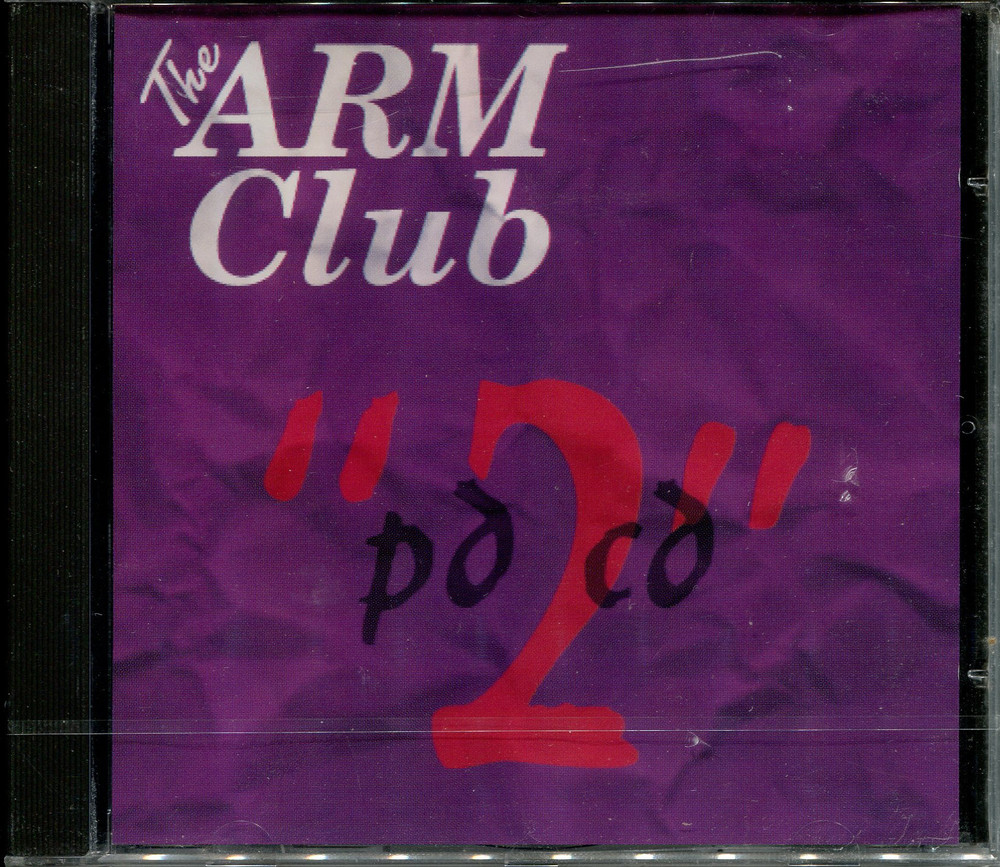 The ARM
Club
"2"
pd cd